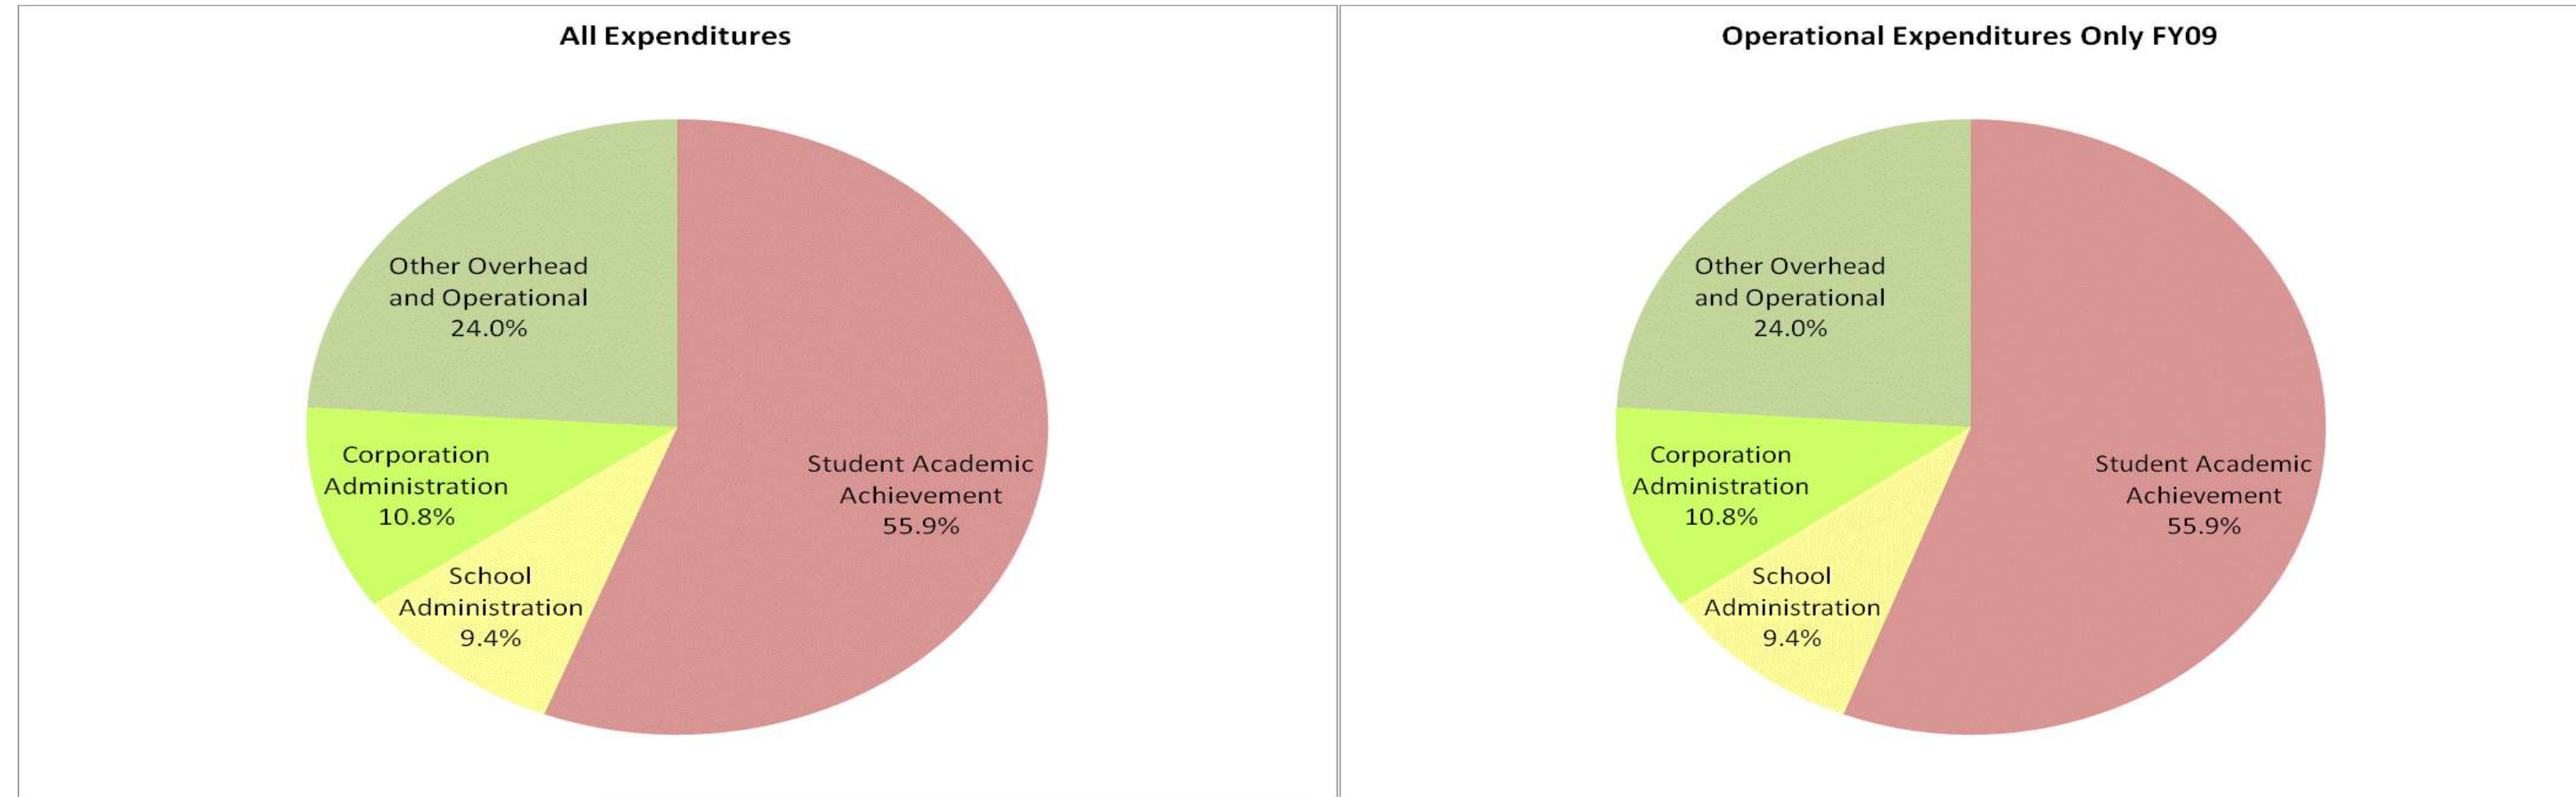 All Expenditures
Other Overhead
and Operational
24.0%
Corporation
Administration
10.8%
School
Administration
9.4%
Student Academic
Achievement
55.9%
Operational Expenditures Only FY09
Other Overhead
and Operational
24.0%
Corporation
Administration
10.8%
School
Administration
9.4%
Student Academic
Achievement
55.9%